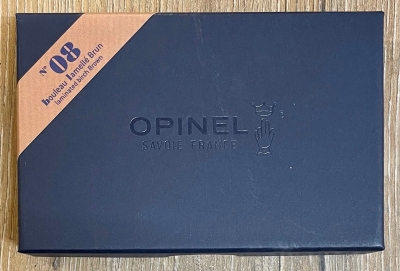 N° 08
bouleau lamellé Brun
laminated birch Brown
OPINEL
SAVOIE FRANCE